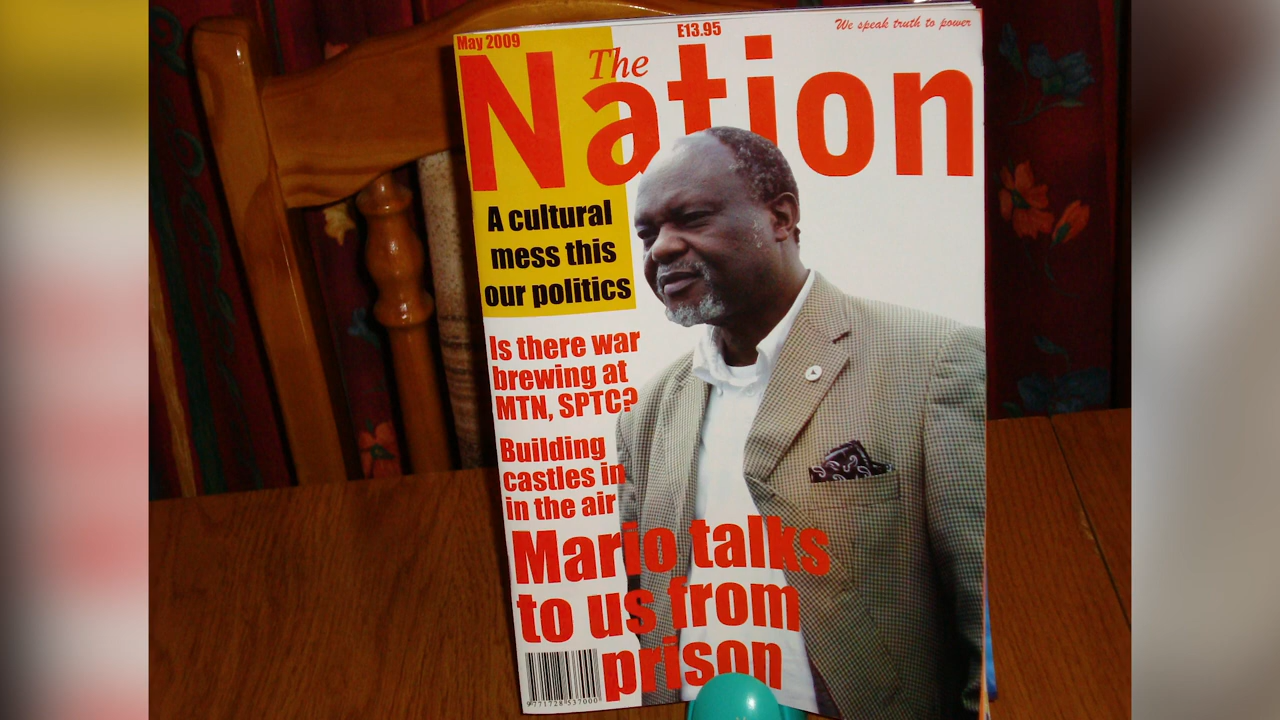 May 2009
E13.95
We speak truth to power
The
Nation
A cultural
mess this
our politics
Is there war
brewing at
MTN, SPTC?
Building
castles in
in the air
Mario talks
to us from
prison
9771728537000